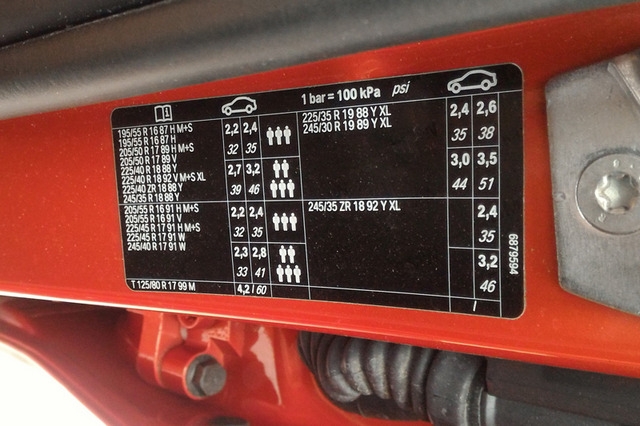 1 bar = 100 kPa psi
195/55 R 16 87 H M+S
195/55 R 16 87 H
205/50 R 17 89 H M+S
205/50 R 17 89 V
225/40 R 18 88 Y
225/40 R 18 92 V M+S XL
225/40 ZR 18 88 Y
245/35 R 18 88 Y
2,2 2,4
32 35
2,7 3,2
39 46
225/35 R 19 88 Y XL
245/30 R 19 89 Y XL
2,4 2,6
35 38
3,0 3,5
44 51
205/55 R 16 91 H M+S
205/55 R 16 91 V
225/45 R 17 91 H M+S
225/45 R 17 91 W
245/40 R 17 91 W
2,2 2,4
32 35
2,3 2,8
33 41
245/35 ZR 18 92 Y XL
2,4
35
3,2
46
T 125/80 R 17 99 M
4,2 / 60
/
6879594